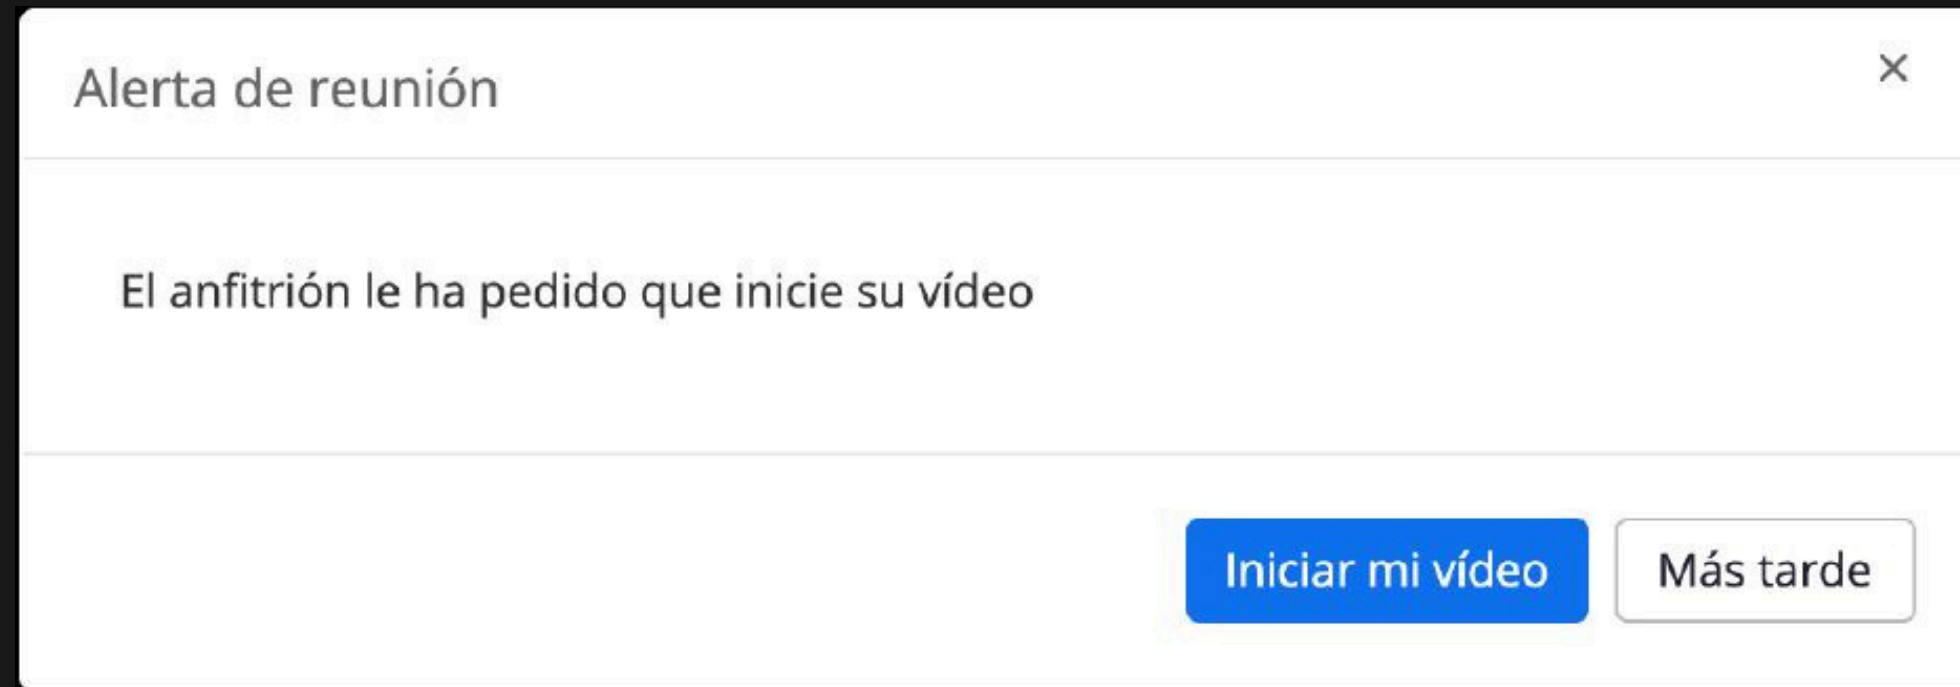 Alerta de reunión
El anfitrión le ha pedido que inicie su vídeo
Iniciar mi vídeo Más tarde